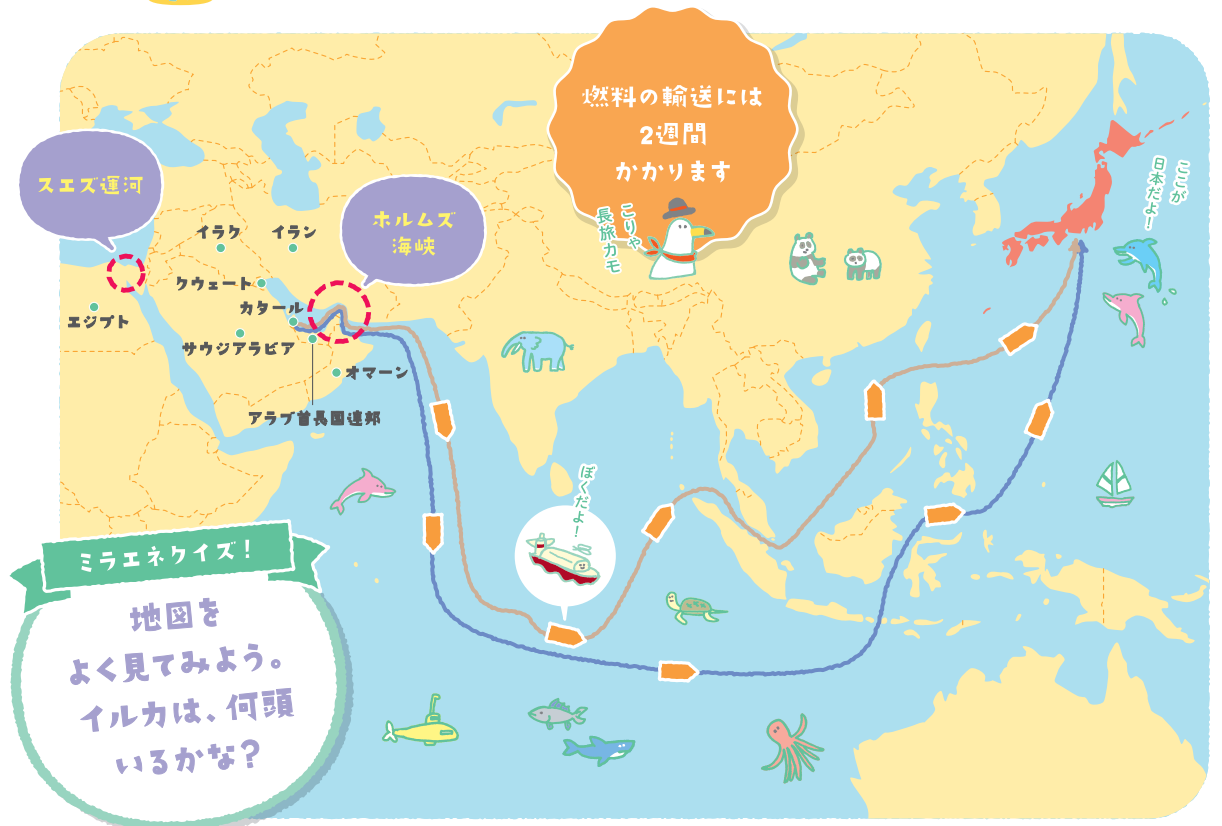 燃料の輸送には
2週間
かかります
こりゃ
長旅カモ
スエズ運河
ホルムズ
海峡
イラク
イラン
クウェート
カタール
エジプト
サウジアラビア
オマーン
アラブ首長国連邦
ここが
日本だよ!
ぼくだよ!
ミラエネクイズ!
地図を
よく見てみよう。
イルカは、何頭
いるかな?